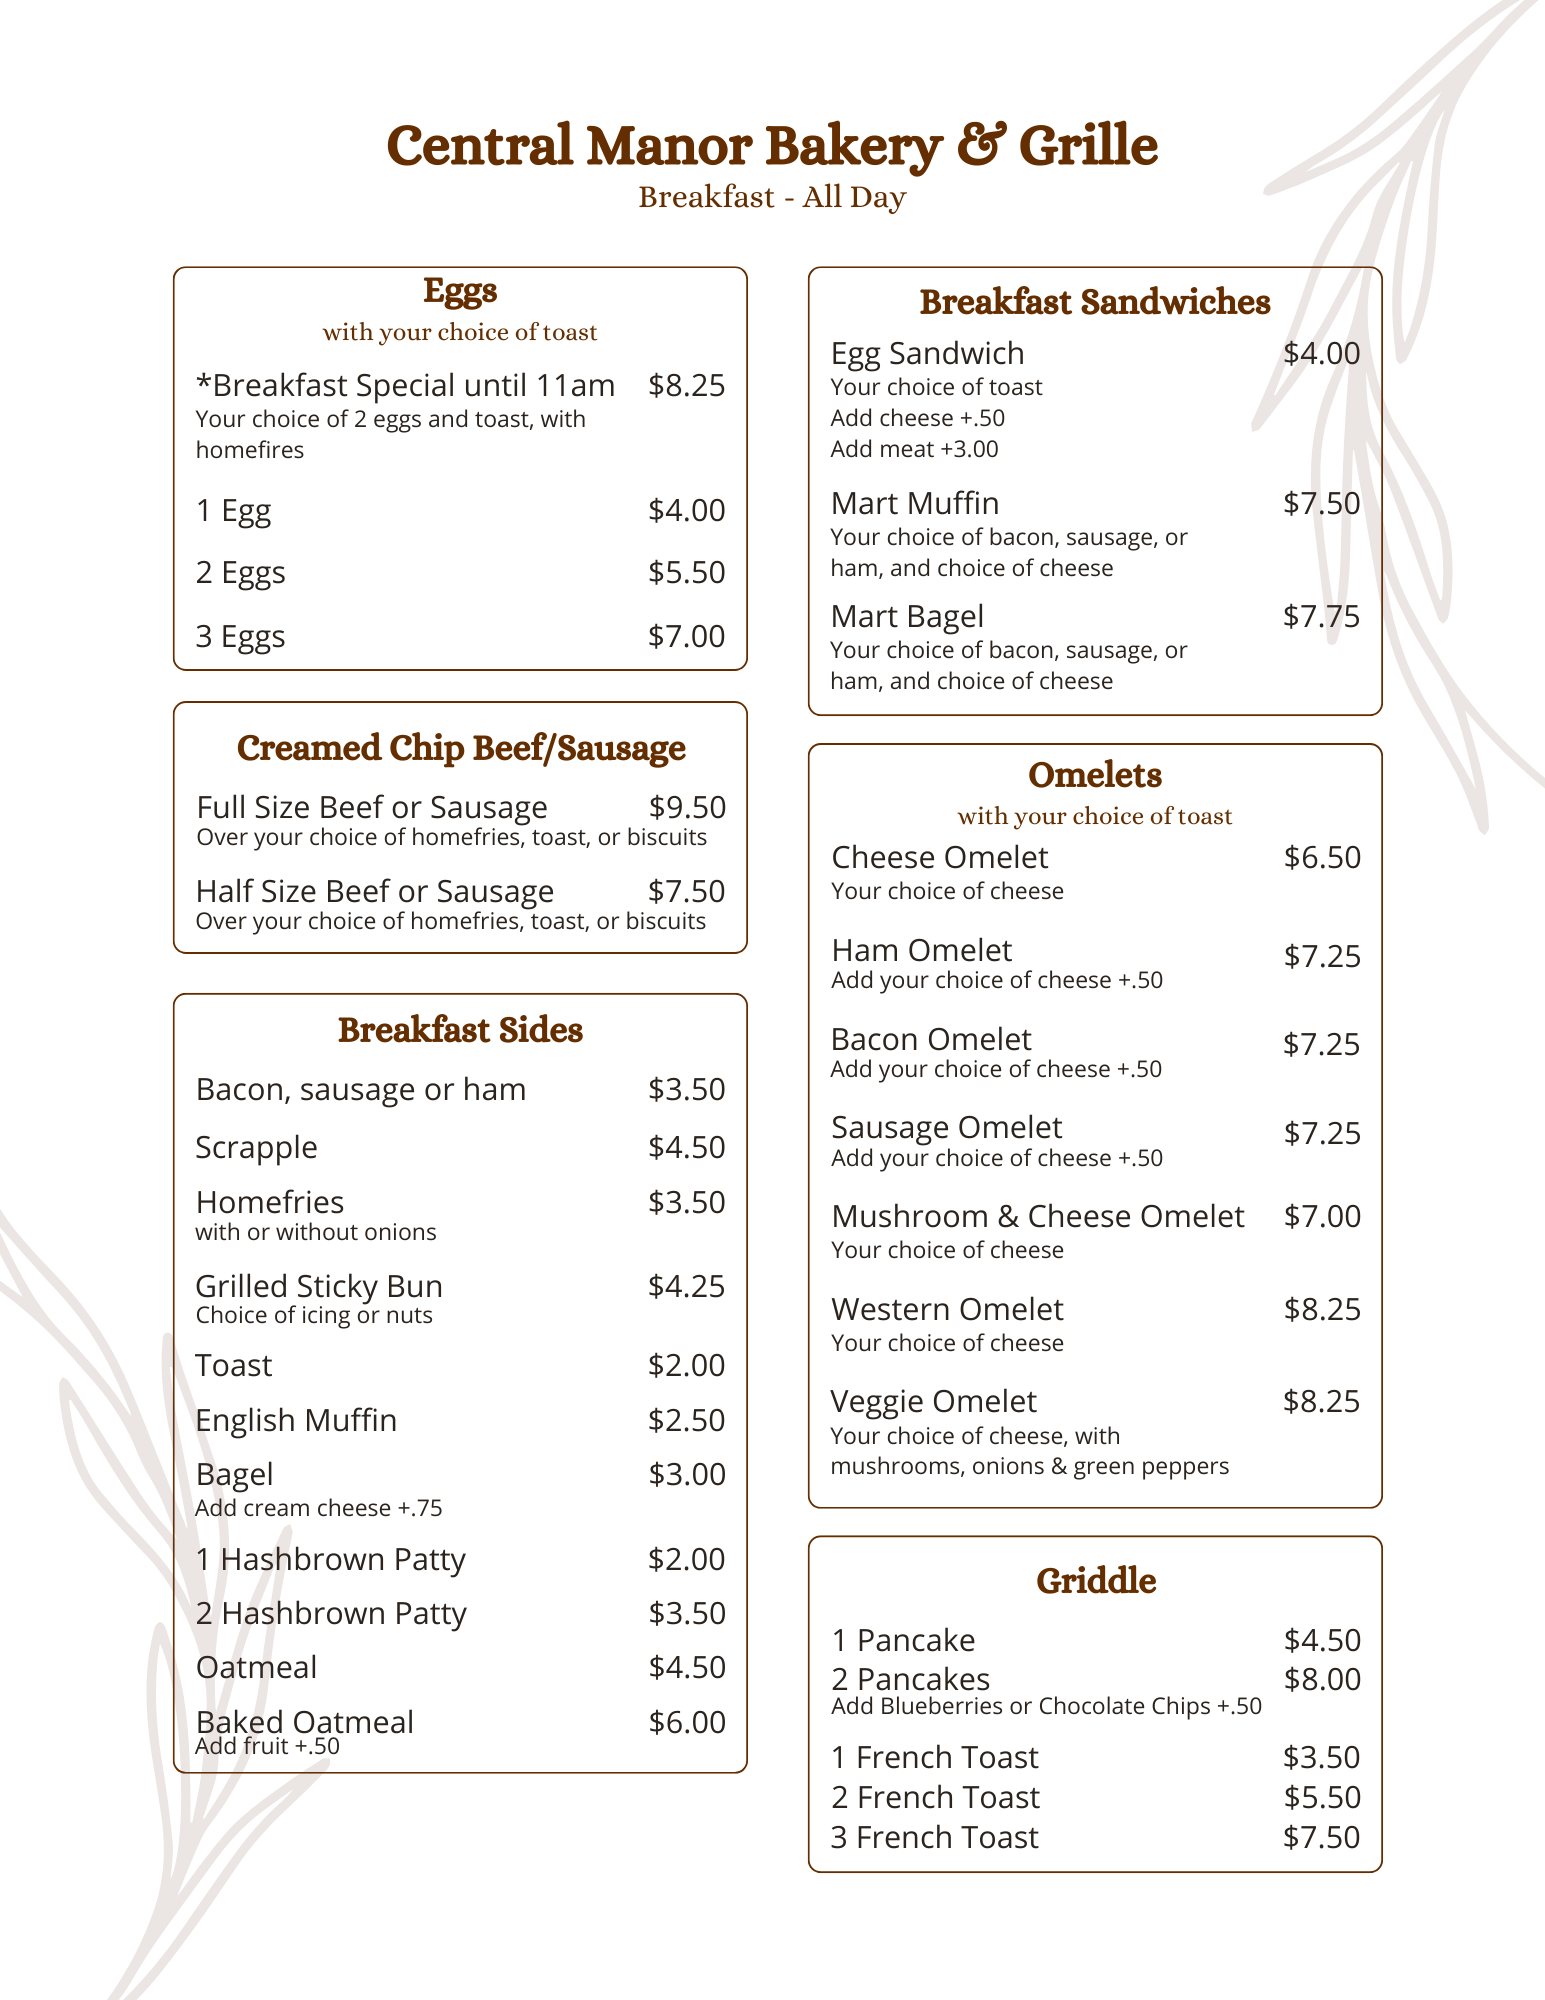 Central Manor Bakery & Grille
Breakfast - All Day
Eggs
with your choice of toast
*Breakfast Special until 11am $8.25
Your choice of 2 eggs and toast, with
homefires
1 Egg $4.00
2 Eggs $5.50
3 Eggs $7.00
Creamed Chip Beef/Sausage
Full Size Beef or Sausage $9.50
Over your choice of homefries, toast, or biscuits
Half Size Beef or Sausage $7.50
Over your choice of homefries, toast, or biscuits
Breakfast Sides
Bacon, sausage or ham $3.50
Scrapple $4.50
Homefries $3.50
with or without onions
Grilled Sticky Bun $4.25
Choice of icing or nuts
Toast $2.00
English Muffin $2.50
Bagel $3.00
Add cream cheese +.75
1 Hashbrown Patty $2.00
2 Hashbrown Patty $3.50
Oatmeal $4.50
Baked Oatmeal $6.00
Add fruit +.50
Breakfast Sandwiches
Egg Sandwich $4.00
Your choice of toast
Add cheese +.50
Add meat +3.00
Mart Muffin $7.50
Your choice of bacon, sausage, or
ham, and choice of cheese
Mart Bagel $7.75
Your choice of bacon, sausage, or
ham, and choice of cheese
Omelets
with your choice of toast
Cheese Omelet $6.50
Your choice of cheese
Ham Omelet $7.25
Add your choice of cheese +.50
Bacon Omelet $7.25
Add your choice of cheese +.50
Sausage Omelet $7.25
Add your choice of cheese +.50
Mushroom & Cheese Omelet $7.00
Your choice of cheese
Western Omelet $8.25
Your choice of cheese
Veggie Omelet $8.25
Your choice of cheese, with
mushrooms, onions & green peppers
Griddle
1 Pancake $4.50
2 Pancakes $8.00
Add Blueberries or Chocolate Chips +.50
1 French Toast $3.50
2 French Toast $5.50
3 French Toast $7.50